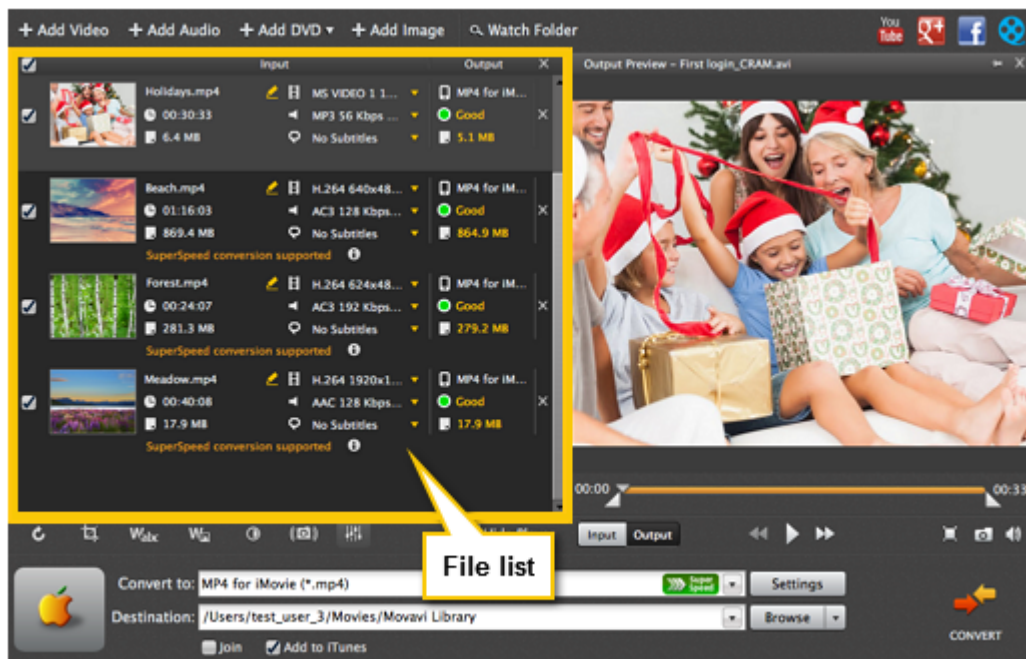 + Add Video + Add Audio + Add DVD ▾ + Add Image Watch Folder
You Tube g+ f
Input Output X
Output Preview – First login_CRAM.avi
Holidays.mp4 MS VIDEO 1 1... MP4 for iM...
00:30:33 MP3 56 Kbps ... Good
6.4 MB No Subtitles 5.1 MB
Beach.mp4 H.264 640x48... MP4 for iM...
01:16:03 AC3 128 Kbps... Good
869.4 MB No Subtitles 864.9 MB
SuperSpeed conversion supported
Forest.mp4 H.264 624x48... MP4 for iM...
00:24:07 AC3 192 Kbps... Good
281.3 MB No Subtitles 279.2 MB
SuperSpeed conversion supported
Meadow.mp4 H.264 1920x1... MP4 for iM...
00:40:08 AAC 128 Kbps... Good
17.9 MB No Subtitles 17.9 MB
SuperSpeed conversion supported
00:00 00:33
Wabc W
Input Output
File list
Convert to: MP4 for iMovie (*.mp4) Super Speed Settings
Destination: /Users/test_user_3/Movies/Movavi Library Browse
Join Add to iTunes
CONVERT